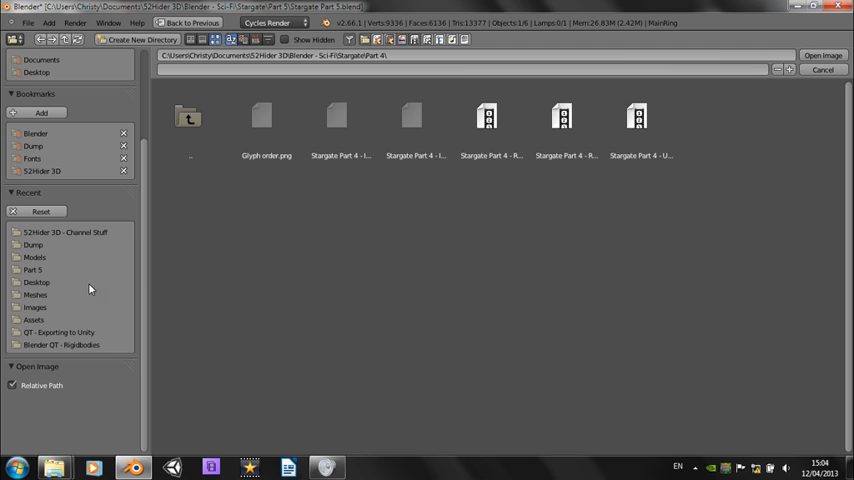 Blender* [C:\Users\Christy\Documents\52Hider 3D\Blender - Sci-Fi\Stargate\Part 5\Stargate Part 5.blend]
File Add Render Window Help Back to Previous Cycles Render v2.66.1 | Verts:9336 | Faces:6136 | Tris:13377 | Objects:1/6 | Lamps:0/1 | Mem:26.83M (2.42M) | MainRing
Create New Directory Show Hidden
Documents
Desktop
Bookmarks
Add
Blender
Dump
Fonts
52Hider 3D
Recent
Reset
52Hider 3D - Channel Stuff
Dump
Models
Part 5
Desktop
Meshes
Images
Assets
QT - Exporting to Unity
Blender QT - Rigidbodies
Open Image
Relative Path
C:\Users\Christy\Documents\52Hider 3D\Blender - Sci-Fi\Stargate\Part 4\ Open Image
Cancel
.. Glyph order.png Stargate Part 4 - I... Stargate Part 4 - I... Stargate Part 4 - R... Stargate Part 4 - R... Stargate Part 4 - U...
EN 15:04
12/04/2013